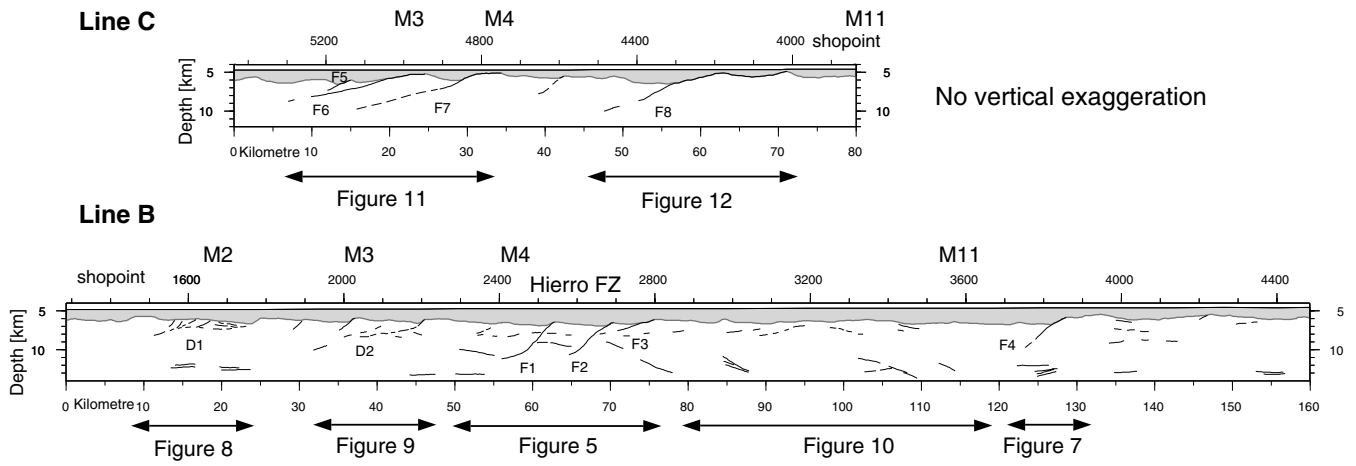 Line C
M3 M4 M11
5200 4800 4400 4000 shopoint
Depth [km]
5 5
10 10
F5
F6 F7 F8
No vertical exaggeration
0 Kilometre 10 20 30 40 50 60 70 80
Figure 11 Figure 12
Line B
M2 M3 M4 M11
shopoint 1600 2000 2400 Hierro FZ 2800 3200 3600 4000 4400
Depth [km]
5 5
10 10
D1 D2 F1 F2 F3 F4
0 Kilometre 10 20 30 40 50 60 70 80 90 100 110 120 130 140 150 160
Figure 8 Figure 9 Figure 5 Figure 10 Figure 7